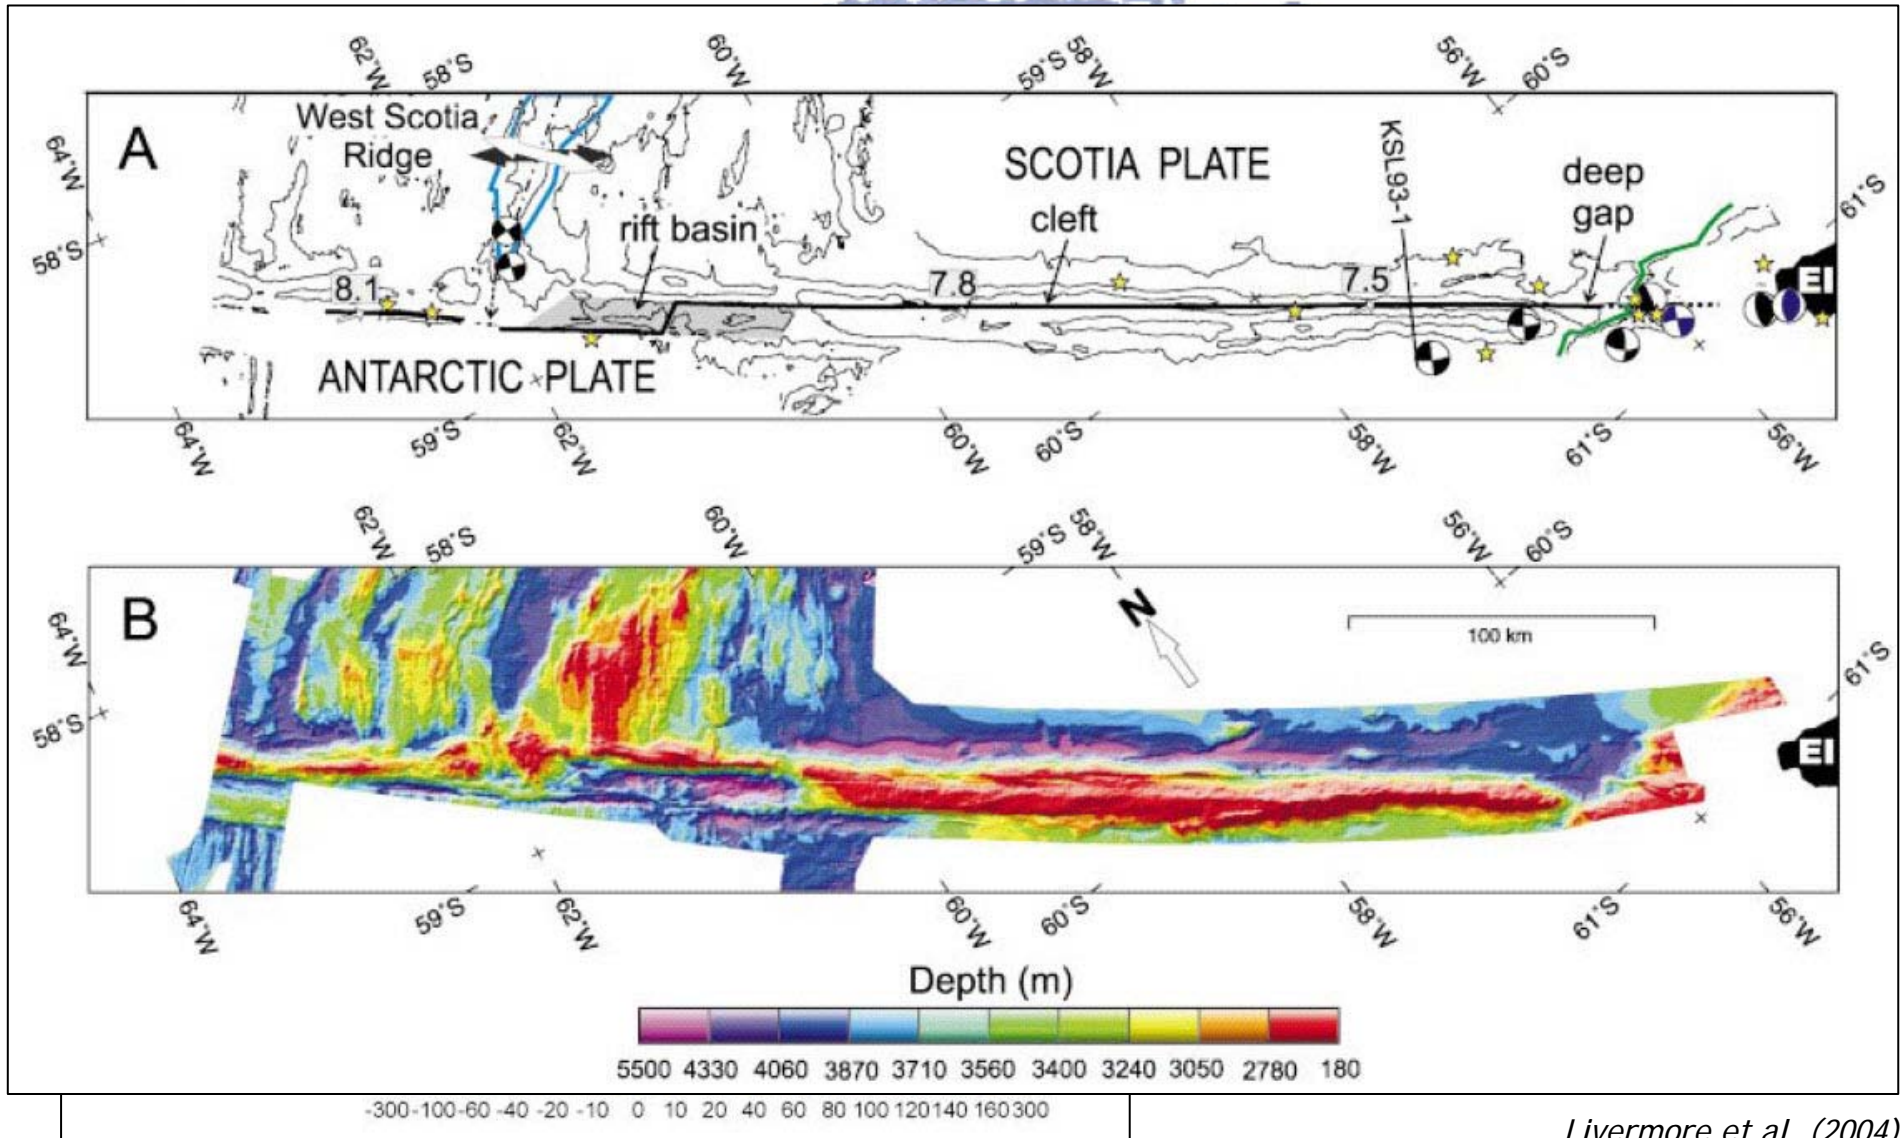 62°W
58°S
60°W
59°S
58°W
56°W
60°S
A
West Scotia
Ridge
SCOTIA PLATE
KSL93-1
deep
gap
64°W
61°S
rift basin
cleft
58°S
8.1
7.8
7.5
EI
ANTARCTIC PLATE
64°W
59°S
62°W
60°W
60°S
58°W
61°S
56°W
62°W
58°S
60°W
59°S
58°W
56°W
60°S
B
N
100 km
64°W
61°S
58°S
EI
64°W
59°S
62°W
60°W
60°S
58°W
61°S
56°W
Depth (m)
5500 4330 4060 3870 3710 3560 3400 3240 3050 2780 180
-300 -100 -60 -40 -20 -10 0 10 20 40 60 80 100 120 140 160 300
Livermore et al. (2004)